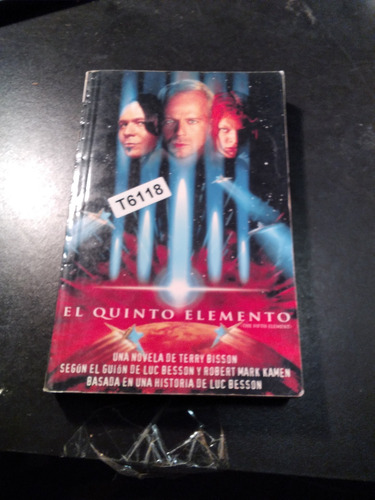 T6118
EL QUINTO ELEMENTO
(THE FIFTH ELEMENT)
UNA NOVELA DE TERRY BISSON
SEGÚN EL GUIÓN DE LUC BESSON Y ROBERT MARK KAMEN
BASADA EN UNA HISTORIA DE LUC BESSON